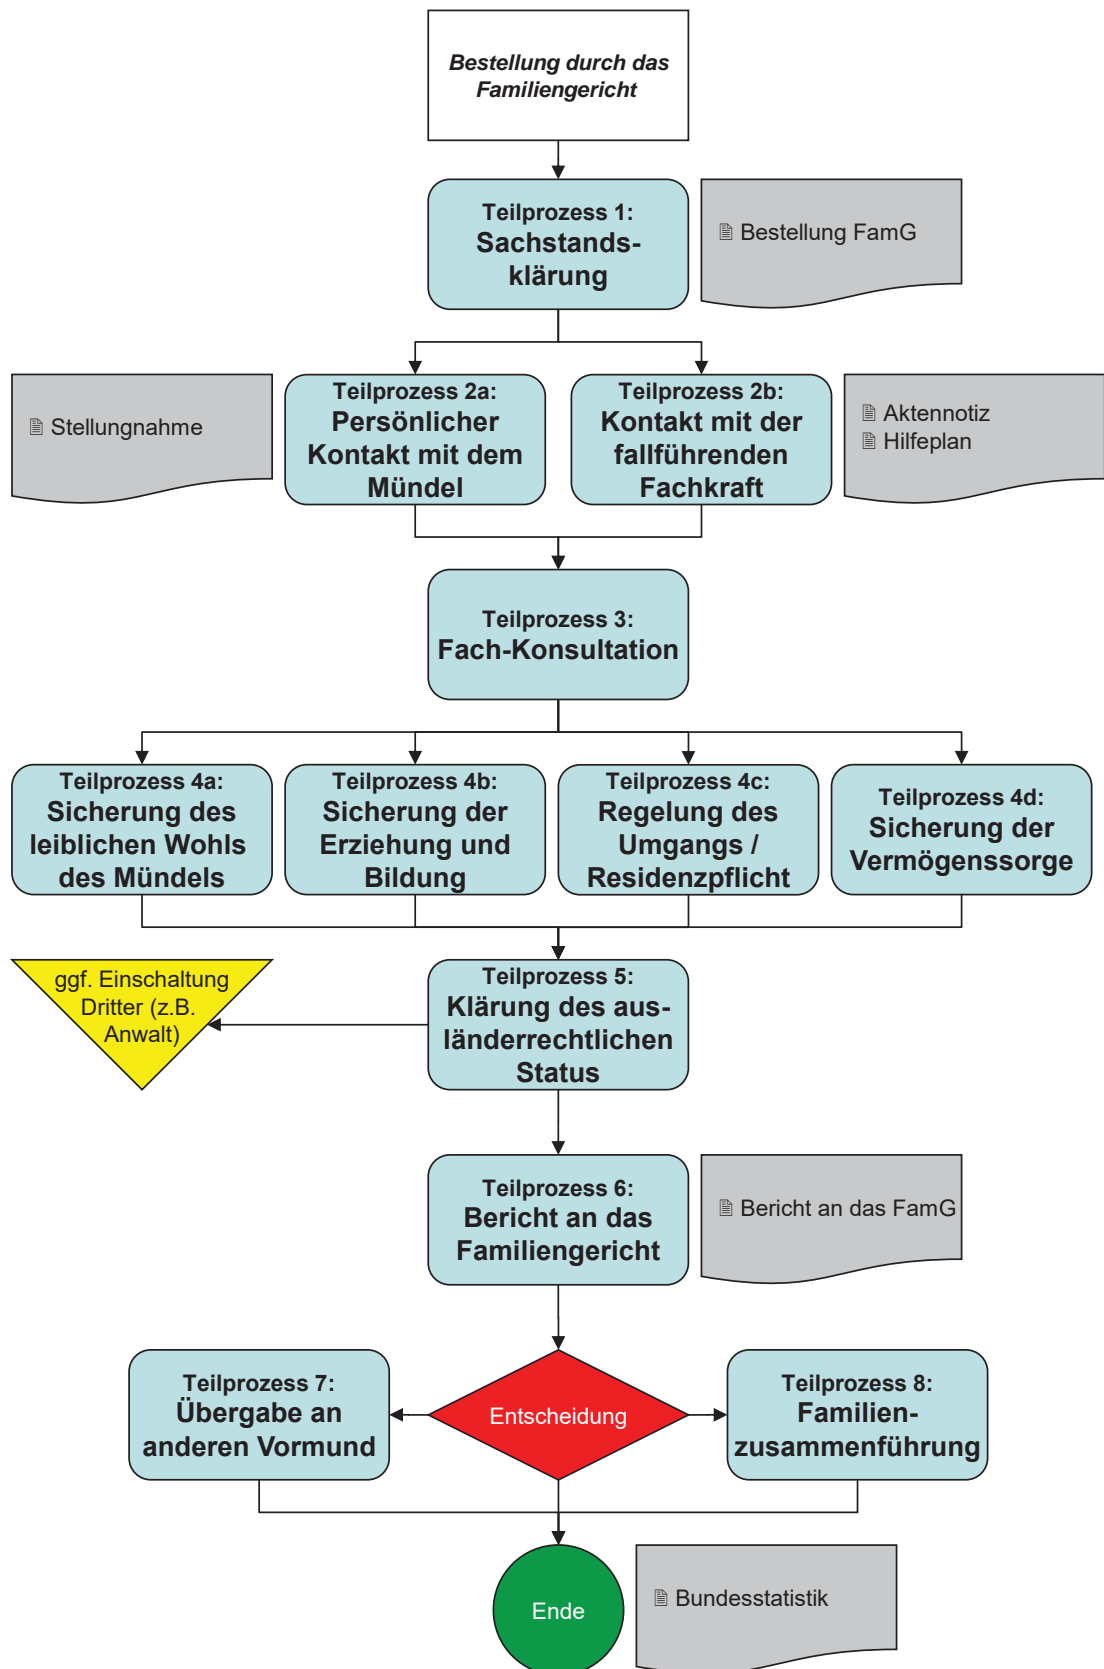 Bestellung durch das
Familiengericht
Teilprozess 1:
Sachstands-
klärung
Bestellung FamG
Stellungnahme
Teilprozess 2a:
Persönlicher
Kontakt mit dem
Mündel
Teilprozess 2b:
Kontakt mit der
fallführenden
Fachkraft
Aktennotiz
Hilfeplan
Teilprozess 3:
Fach-Konsultation
Teilprozess 4a:
Sicherung des
leiblichen Wohls
des Mündels
Teilprozess 4b:
Sicherung der
Erziehung und
Bildung
Teilprozess 4c:
Regelung des
Umgangs /
Residenzpflicht
Teilprozess 4d:
Sicherung der
Vermögenssorge
ggf. Einschaltung
Dritter (z.B.
Anwalt)
Teilprozess 5:
Klärung des aus-
länderrechtlichen
Status
Teilprozess 6:
Bericht an das
Familiengericht
Bericht an das FamG
Teilprozess 7:
Übergabe an
anderen Vormund
Entscheidung
Teilprozess 8:
Familien-
zusammenführung
Ende
Bundesstatistik